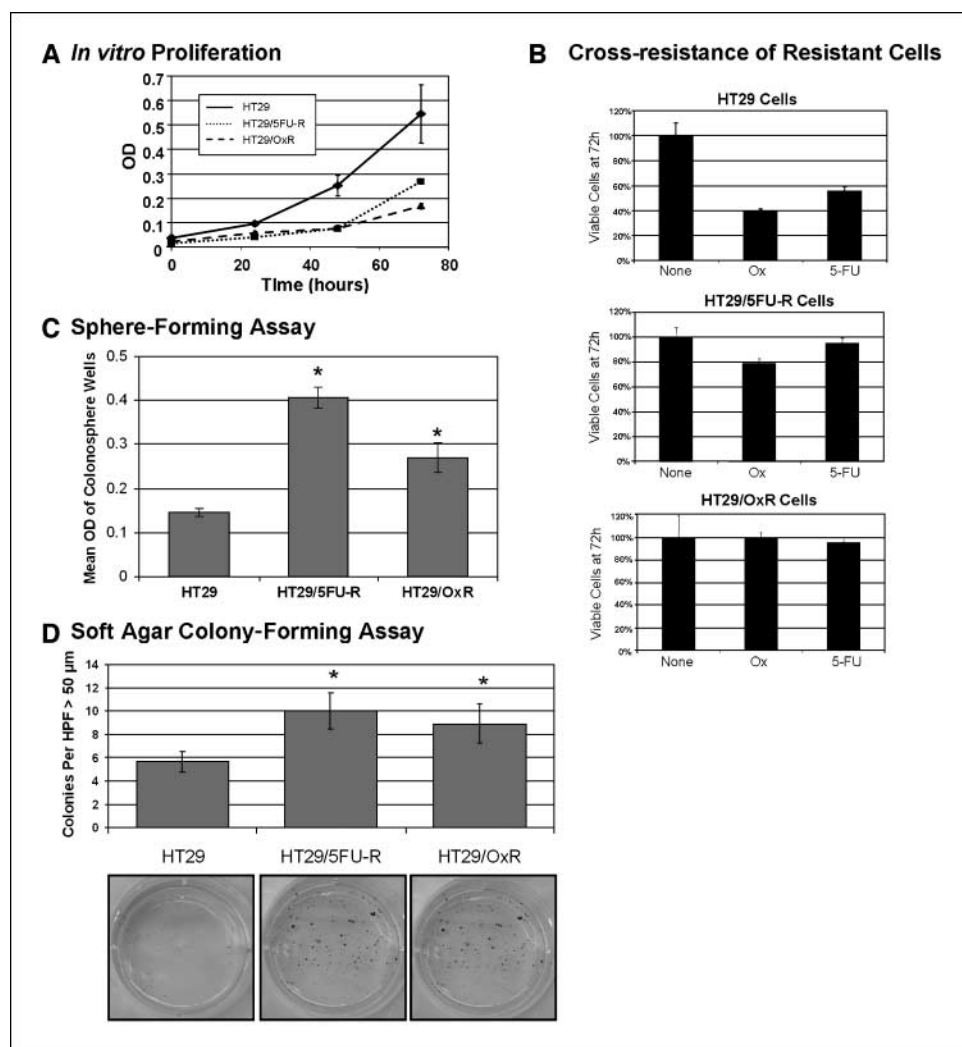 A In vitro Proliferation
0.7
0.6
0.5
0.4
0.3
0.2
0.1
0
OD
HT29
HT29/5FU-R
HT29/OxR
0 20 40 60 80
TIme (hours)
B Cross-resistance of Resistant Cells
HT29 Cells
120%
100%
80%
60%
40%
20%
0%
Viable Cells at 72h
None Ox 5-FU
HT29/5FU-R Cells
120%
100%
80%
60%
40%
20%
0%
Viable Cells at 72h
None Ox 5-FU
HT29/OxR Cells
120%
100%
80%
60%
40%
20%
0%
Viable Cells at 72h
None Ox 5-FU
C Sphere-Forming Assay
0.5
0.4
0.3
0.2
0.1
0
Mean OD of Colonosphere Wells
* *
HT29 HT29/5FU-R HT29/OxR
D Soft Agar Colony-Forming Assay
14
12
10
8
6
4
2
0
Colonies Per HPF > 50 µm
* *
HT29 HT29/5FU-R HT29/OxR